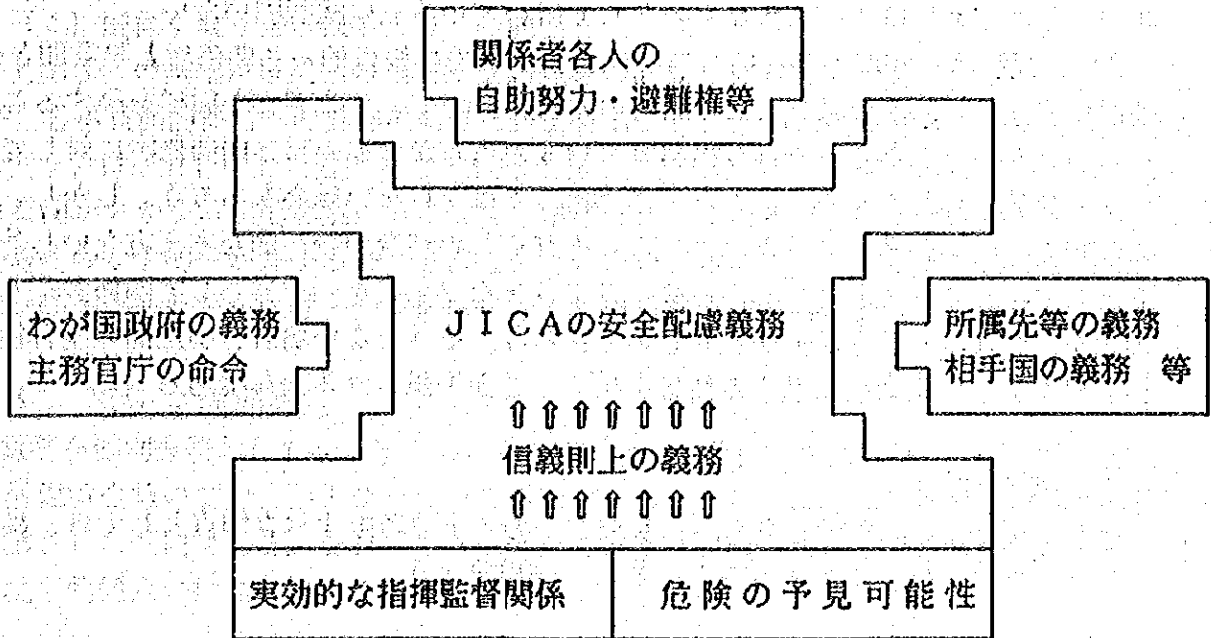 関係者各人の
自助努力・避難権等
わが国政府の義務
主務官庁の命令
ＪＩＣＡの安全配慮義務
所属先等の義務
相手国の義務　等
⇧⇧⇧⇧⇧⇧⇧
信義則上の義務
⇧⇧⇧⇧⇧⇧⇧
実効的な指揮監督関係
危険の予見可能性